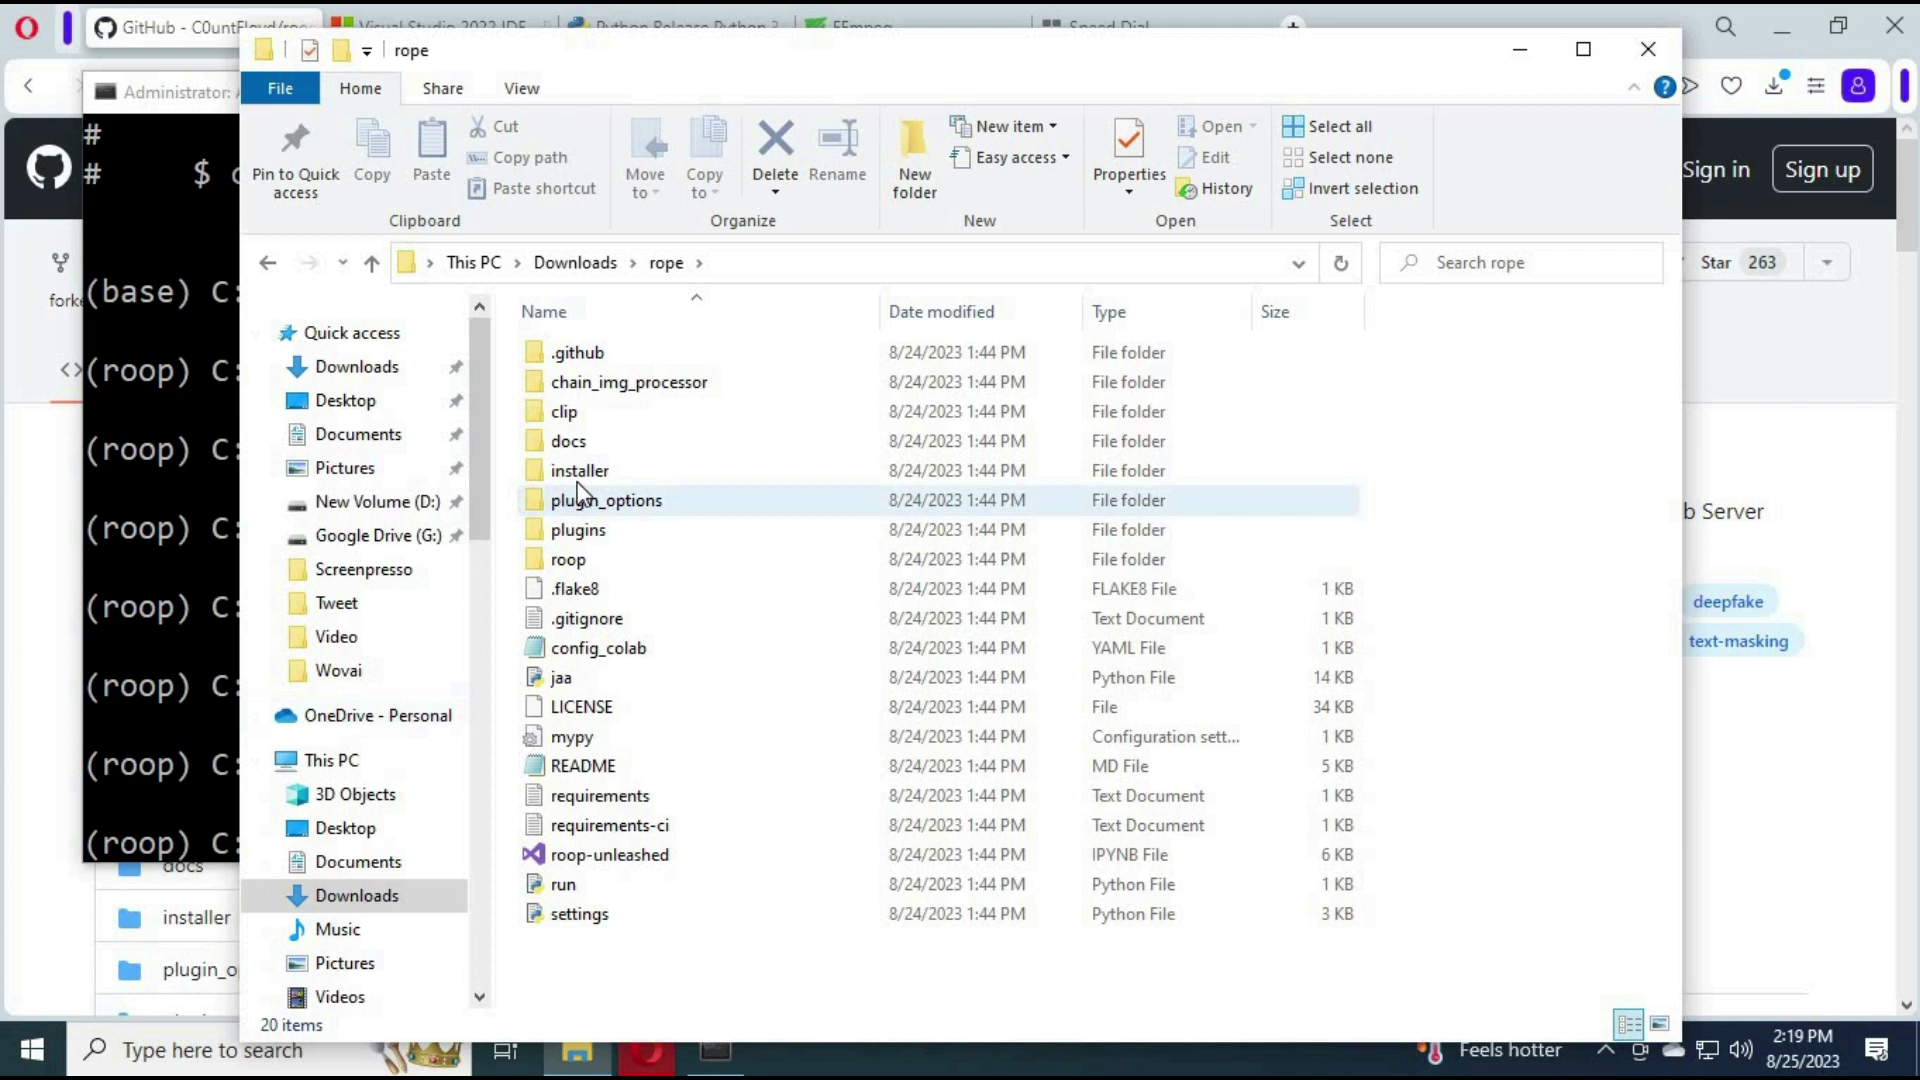 GitHub - C0untFloyd/roo
Visual Studio 2022 IDE
Python Release Python 3
FFmpeg
Speed Dial
rope
Administrator:
File
Home
Share
View
#
# $ c
Pin to Quick access
Copy
Paste
Cut
Copy path
Paste shortcut
Clipboard
Move to
Copy to
Delete
Rename
Organize
New folder
New item
Easy access
New
Properties
Open
Edit
History
Open
Select all
Select none
Invert selection
Select
Sign in
Sign up
This PC
Downloads
rope
Search rope
Star 263
forke
(base) C:
(roop) C:
(roop) C:
(roop) C:
(roop) C:
(roop) C:
(roop) C:
(roop) C:
Quick access
Downloads
Desktop
Documents
Pictures
New Volume (D:)
Google Drive (G:)
Screenpresso
Tweet
Video
Wovai
OneDrive - Personal
This PC
3D Objects
Desktop
Documents
Downloads
Music
Pictures
Videos
Name Date modified Type Size
.github 8/24/2023 1:44 PM File folder
chain_img_processor 8/24/2023 1:44 PM File folder
clip 8/24/2023 1:44 PM File folder
docs 8/24/2023 1:44 PM File folder
installer 8/24/2023 1:44 PM File folder
plugin_options 8/24/2023 1:44 PM File folder
plugins 8/24/2023 1:44 PM File folder
roop 8/24/2023 1:44 PM File folder
.flake8 8/24/2023 1:44 PM FLAKE8 File 1 KB
.gitignore 8/24/2023 1:44 PM Text Document 1 KB
config_colab 8/24/2023 1:44 PM YAML File 1 KB
jaa 8/24/2023 1:44 PM Python File 14 KB
LICENSE 8/24/2023 1:44 PM File 34 KB
mypy 8/24/2023 1:44 PM Configuration sett... 1 KB
README 8/24/2023 1:44 PM MD File 5 KB
requirements 8/24/2023 1:44 PM Text Document 1 KB
requirements-ci 8/24/2023 1:44 PM Text Document 1 KB
roop-unleashed 8/24/2023 1:44 PM IPYNB File 6 KB
run 8/24/2023 1:44 PM Python File 1 KB
settings 8/24/2023 1:44 PM Python File 3 KB
b Server
deepfake
text-masking
docs
installer
plugin_o
20 items
Type here to search
Feels hotter
2:19 PM
8/25/2023